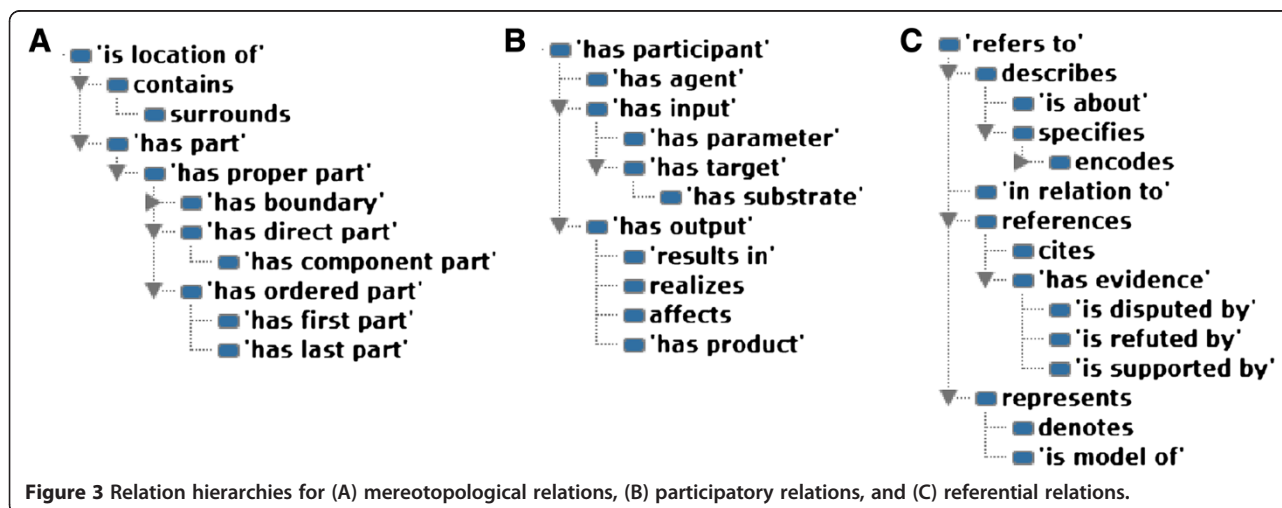 A
'is location of'
contains
surrounds
'has part'
'has proper part'
'has boundary'
'has direct part'
'has component part'
'has ordered part'
'has first part'
'has last part'
B
'has participant'
'has agent'
'has input'
'has parameter'
'has target'
'has substrate'
'has output'
'results in'
realizes
affects
'has product'
C
'refers to'
describes
'is about'
specifies
encodes
'in relation to'
references
cites
'has evidence'
'is disputed by'
'is refuted by'
'is supported by'
represents
denotes
'is model of'
Figure 3 Relation hierarchies for (A) mereotopological relations, (B) participatory relations, and (C) referential relations.